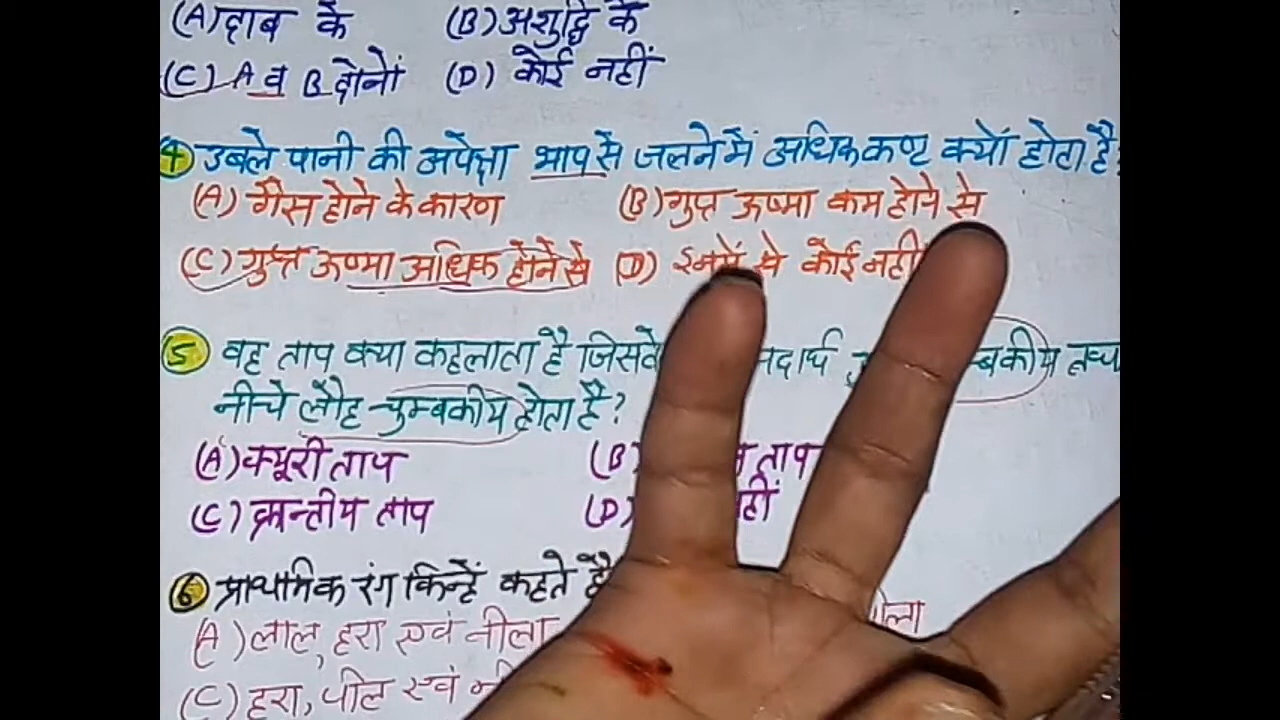 (A) दाब के (B) अशुद्धि के
(C) A व B दोनों (D) कोई नहीं
4 उबले पानी की अपेक्षा भाप से जलने में अधिक कष्ट क्यों होता है?
(A) गैस होने के कारण (B) गुप्त ऊष्मा कम होने से
(C) गुप्त ऊष्मा अधिक होने से (D) इनमें से कोई नहीं
5 वह ताप क्या कहलाता है जिसके पदार्थ
नीचे लौह चुम्बकीय होता है?
(A) क्यूरी ताप (B) ताप
(C) क्रान्तीय ताप (D)
6 प्राथमिक रंग किन्हें कहते है
(A) लाल, हरा एवं नीला
(C) हरा, पीला एवं